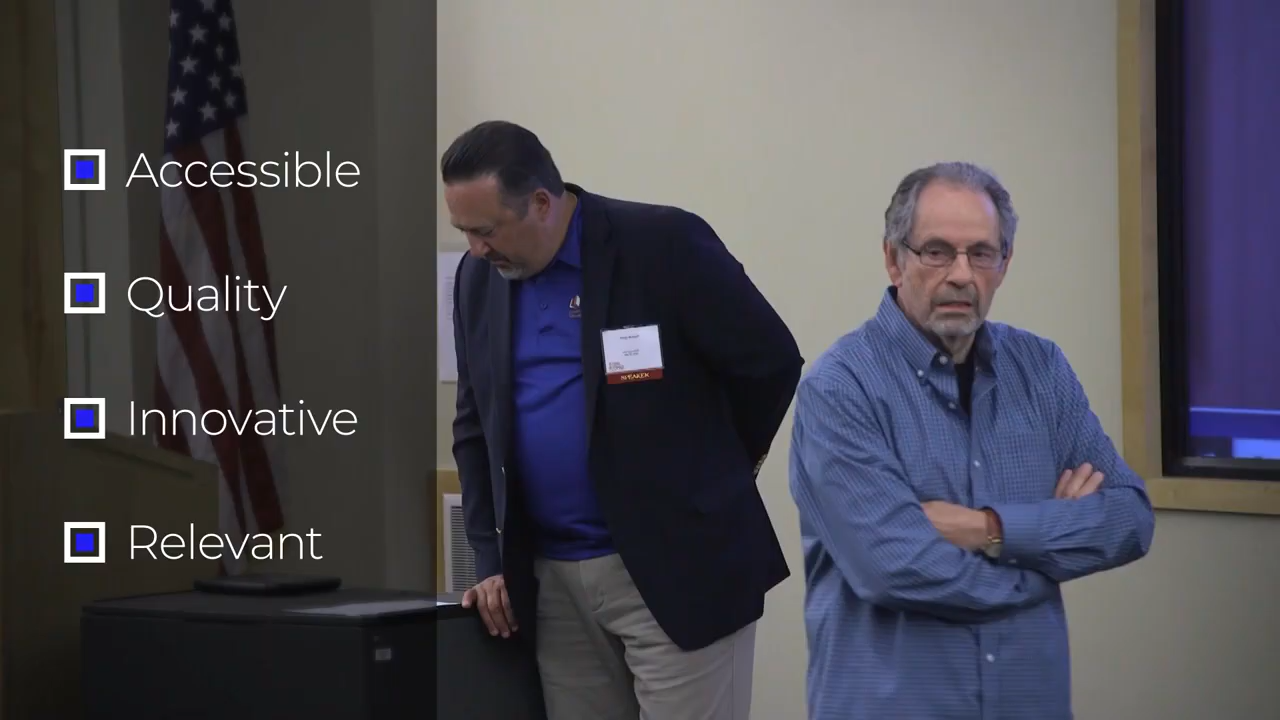 Accessible
Quality
Innovative
Relevant
SPEAKER